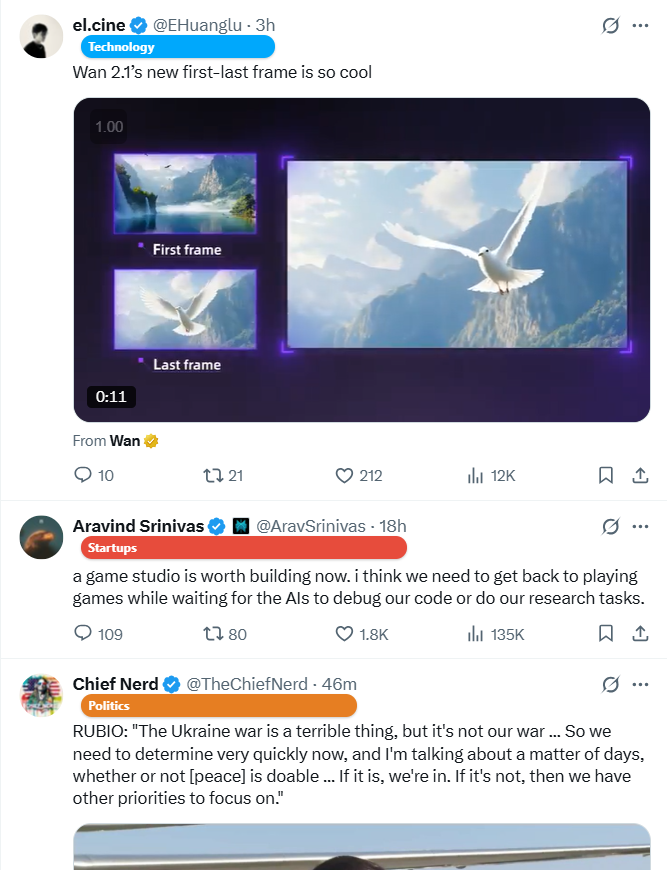 el.cine @EHuanglu · 3h
Technology
Wan 2.1’s new first-last frame is so cool
1.00
First frame
Last frame
0:11
From Wan
10 21 212 12K
Aravind Srinivas @AravSrinivas · 18h
Startups
a game studio is worth building now. i think we need to get back to playing
games while waiting for the AIs to debug our code or do our research tasks.
109 80 1.8K 135K
Chief Nerd @TheChiefNerd · 46m
Politics
RUBIO: "The Ukraine war is a terrible thing, but it's not our war ... So we
need to determine very quickly now, and I'm talking about a matter of days,
whether or not [peace] is doable ... If it is, we're in. If it's not, then we have
other priorities to focus on."